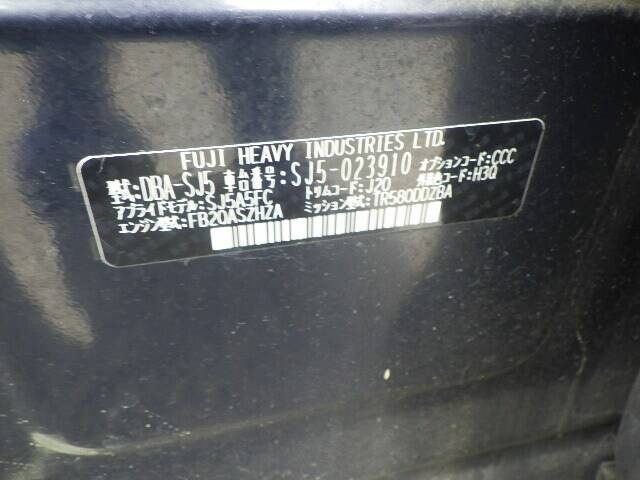 FUJI HEAVY INDUSTRIES LTD.
型式:DBA-SJ5 車台番号:SJ5-023910 オプションコード:CCC
アプライドモデル:SJ5A5FC トリムコード:J20 外装色コード:H3Q
エンジン型式:FB20ASZHZA ミッション型式:TR580DDZBA